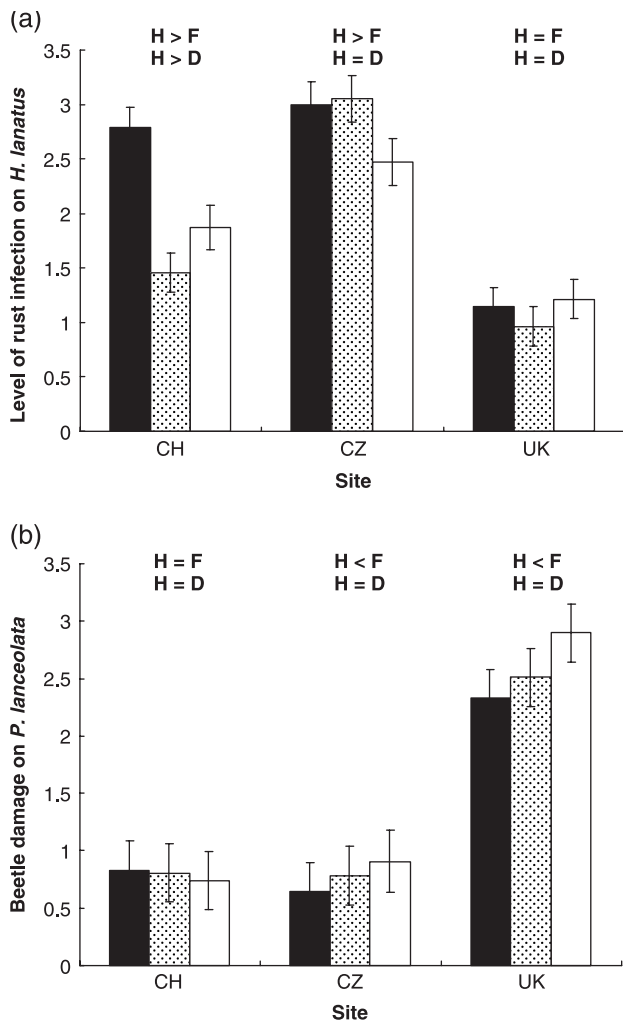 (a)
H > F H > F H = F
H > D H = D H = D
Level of rust infection on H. lanatus
3.5
3
2.5
2
1.5
1
0.5
0
CH CZ UK
Site
(b)
H = F H < F H < F
H = D H = D H = D
Beetle damage on P. lanceolata
3.5
3
2.5
2
1.5
1
0.5
0
CH CZ UK
Site